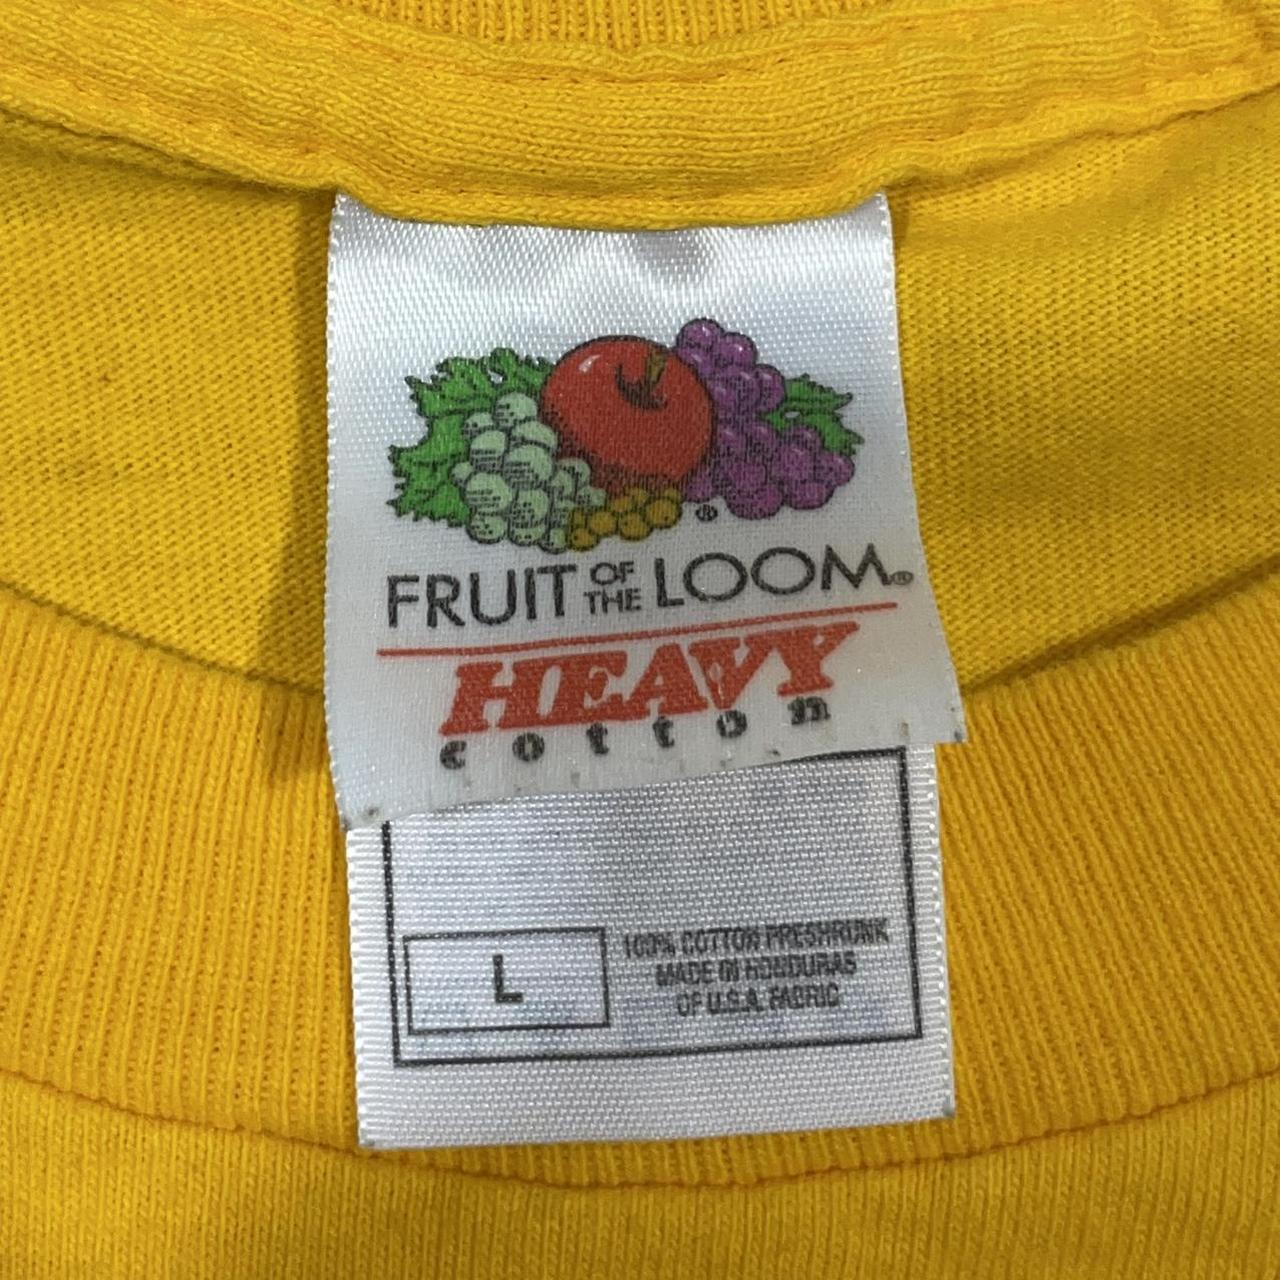 ®
FRUIT OF THE LOOM®
HEAVY
cotton
L
100% COTTON PRESHRUNK
MADE IN HONDURAS
OF U.S.A. FABRIC